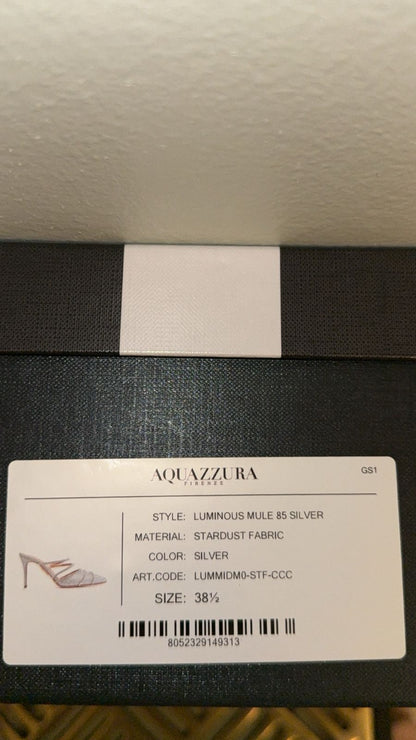 AQUAZZURA
FIRENZE
GS1
STYLE: LUMINOUS MULE 85 SILVER
MATERIAL: STARDUST FABRIC
COLOR: SILVER
ART.CODE: LUMMIDM0-STF-CCC
SIZE: 38½
8052329149313